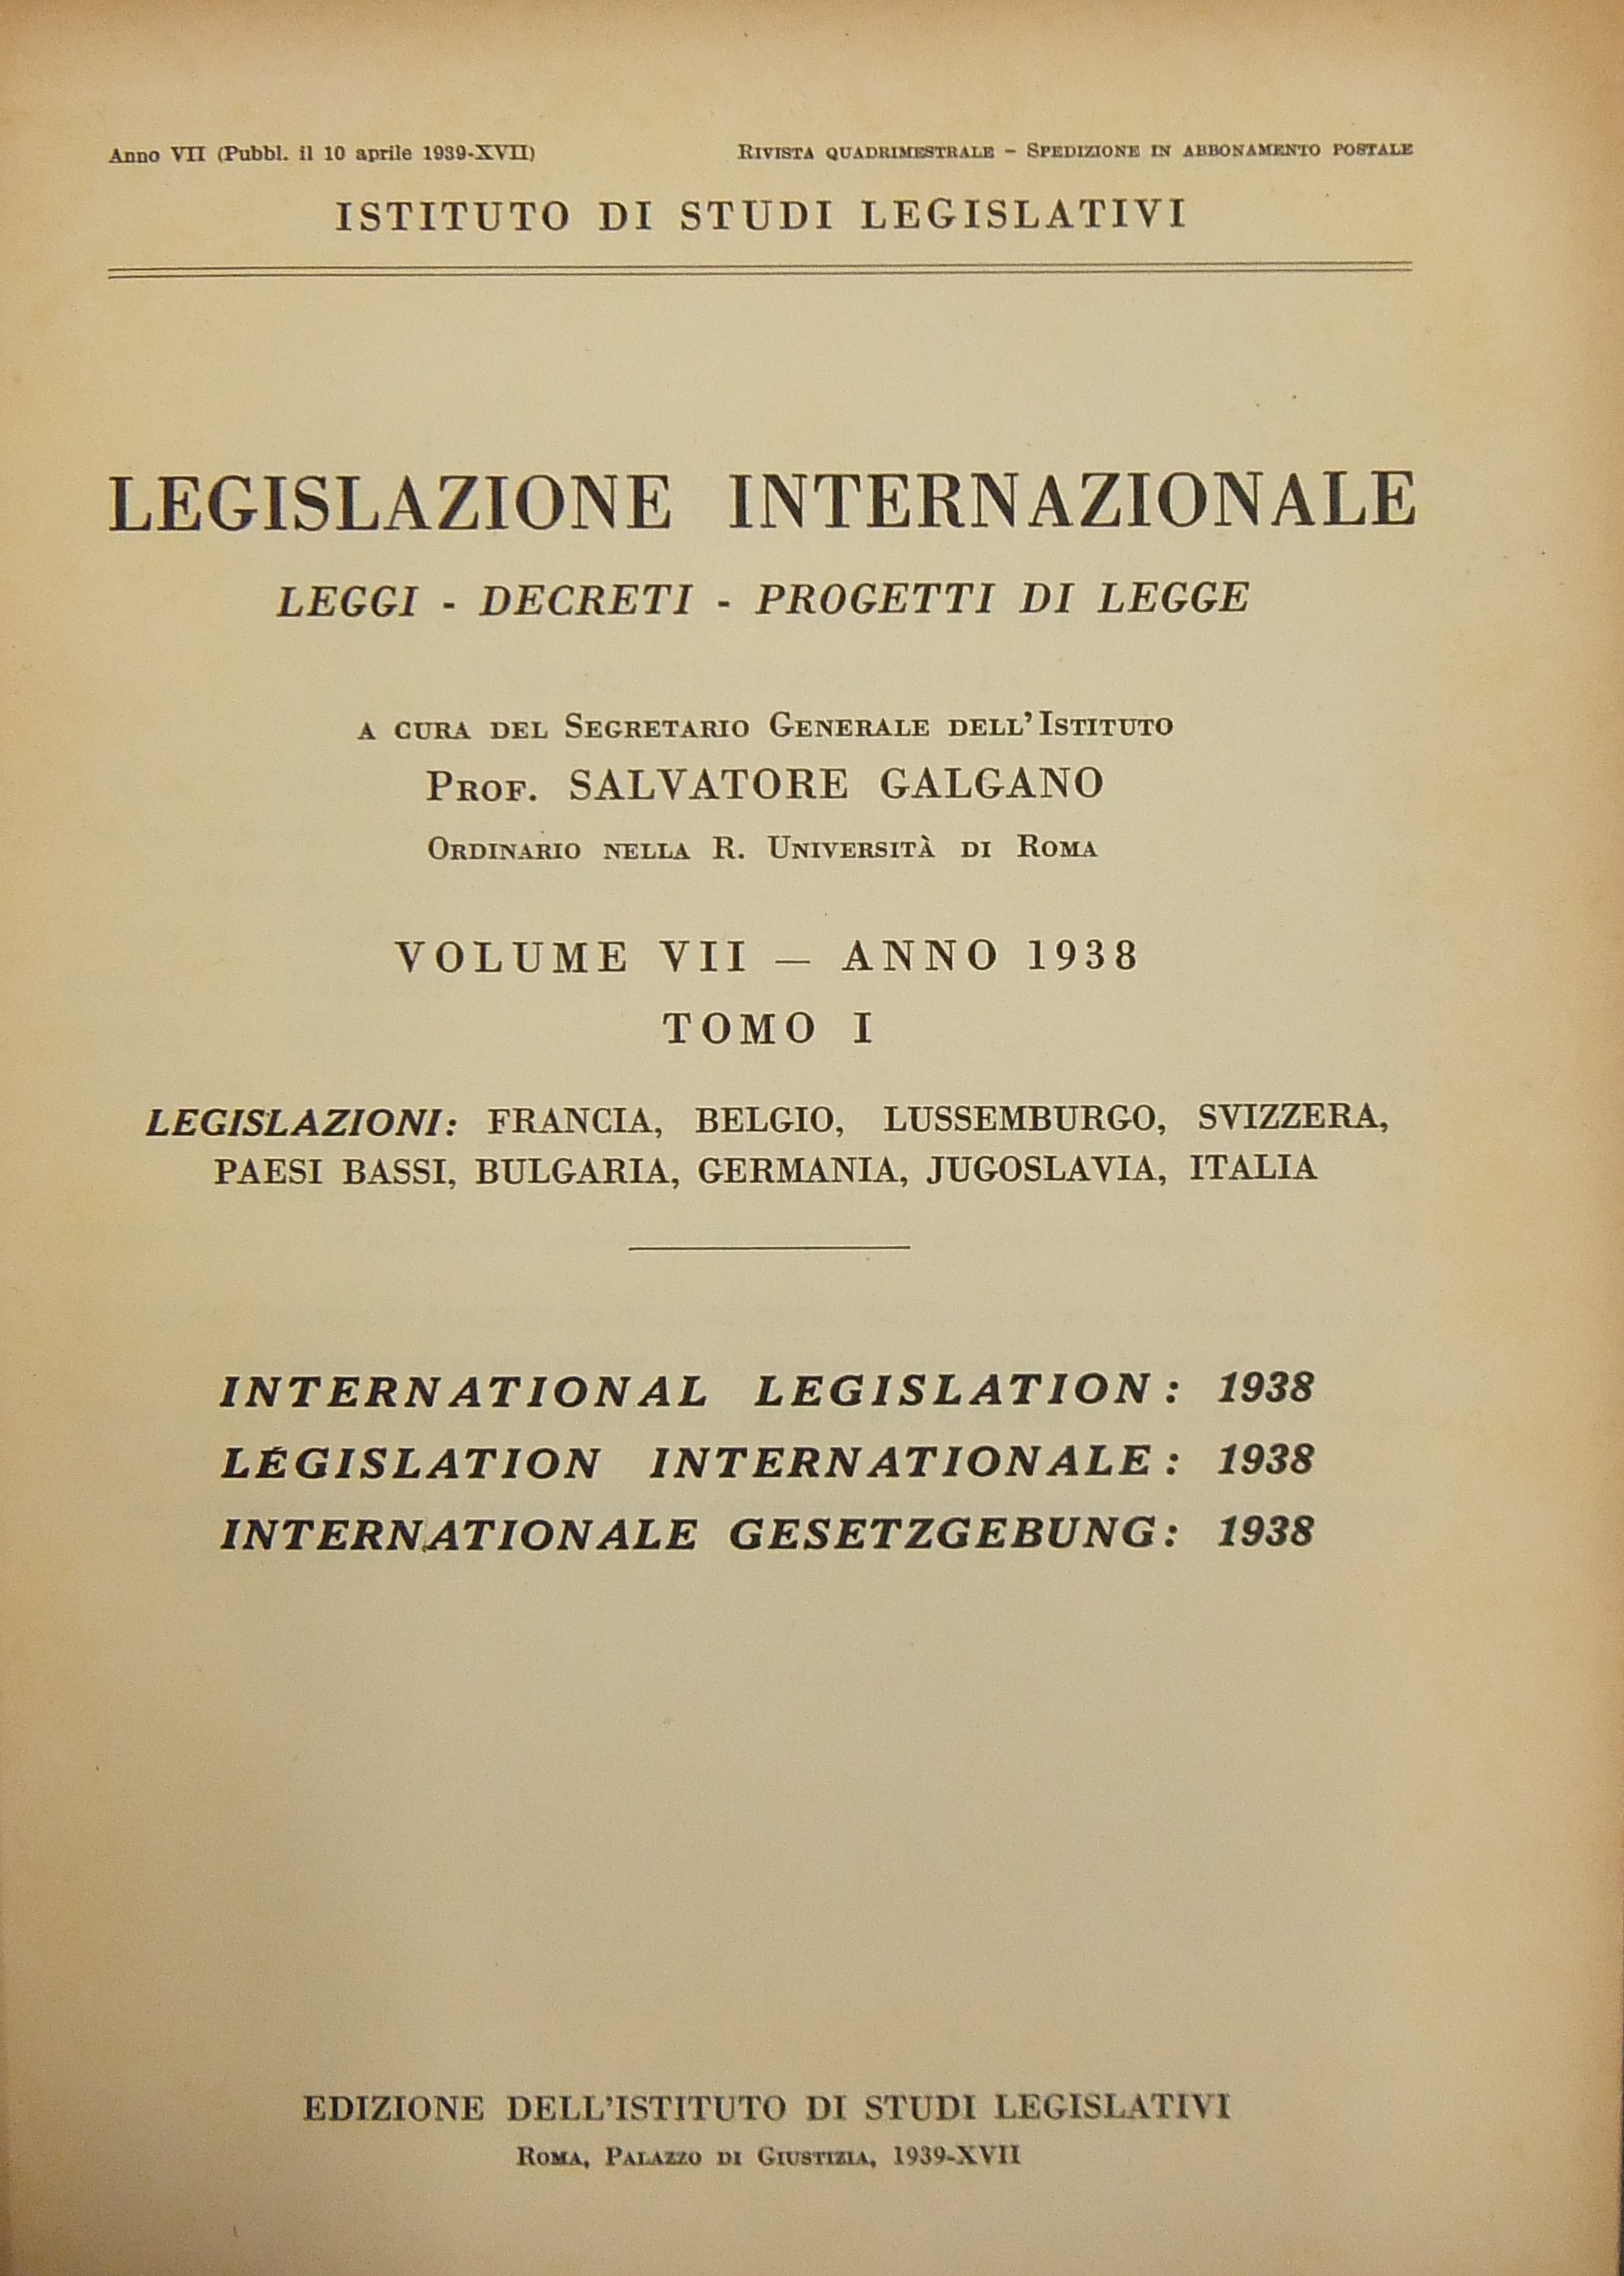 Anno VII (Pubbl. il 10 aprile 1939-XVII) RIVISTA QUADRIMESTRALE – SPEDIZIONE IN ABBONAMENTO POSTALE
ISTITUTO DI STUDI LEGISLATIVI
LEGISLAZIONE INTERNAZIONALE
LEGGI - DECRETI - PROGETTI DI LEGGE
A CURA DEL SEGRETARIO GENERALE DELL'ISTITUTO
PROF. SALVATORE GALGANO
ORDINARIO NELLA R. UNIVERSITÀ DI ROMA
VOLUME VII — ANNO 1938
TOMO I
LEGISLAZIONI: FRANCIA, BELGIO, LUSSEMBURGO, SVIZZERA,
PAESI BASSI, BULGARIA, GERMANIA, JUGOSLAVIA, ITALIA
INTERNATIONAL LEGISLATION: 1938
LÉGISLATION INTERNATIONALE: 1938
INTERNATIONALE GESETZGEBUNG: 1938
EDIZIONE DELL'ISTITUTO DI STUDI LEGISLATIVI
ROMA, PALAZZO DI GIUSTIZIA, 1939-XVII